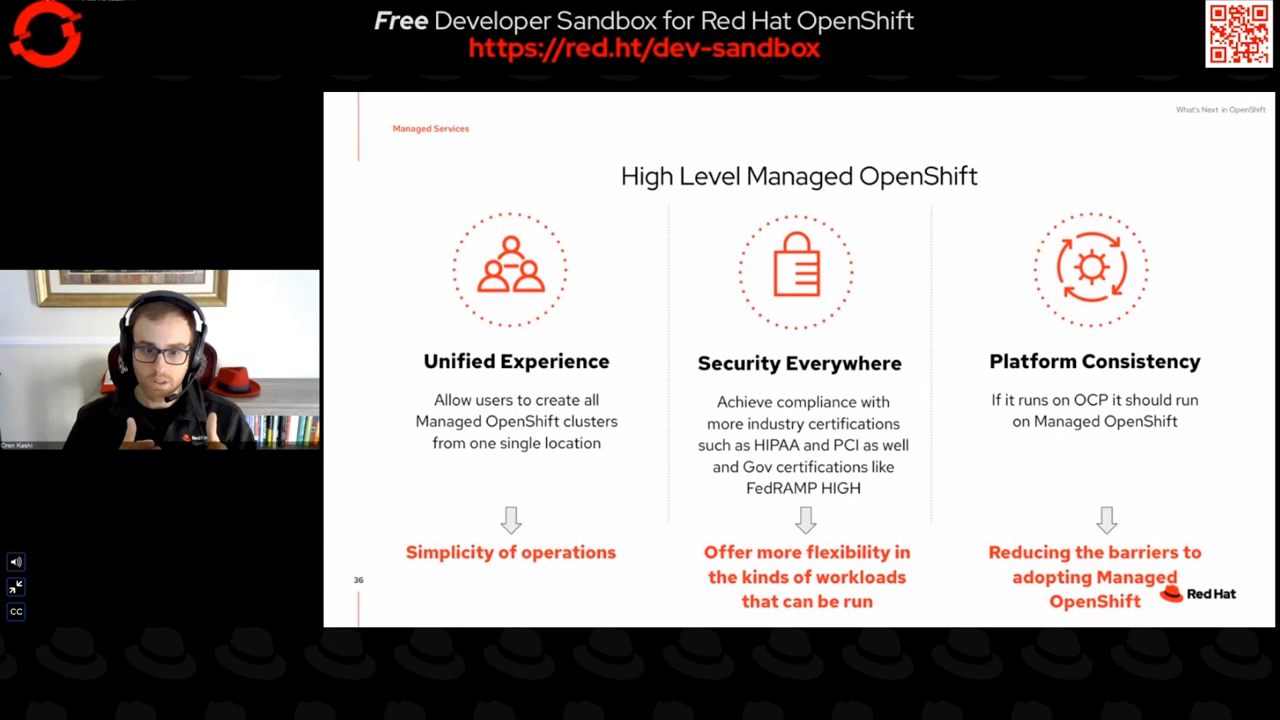 Free Developer Sandbox for Red Hat OpenShift
https://red.ht/dev-sandbox
What's Next in OpenShift
Managed Services
High Level Managed OpenShift
Unified Experience
Allow users to create all
Managed OpenShift clusters
from one single location
Simplicity of operations
Security Everywhere
Achieve compliance with
more industry certifications
such as HIPAA and PCI as well
and Gov certifications like
FedRAMP HIGH
Offer more flexibility in
the kinds of workloads
that can be run
Platform Consistency
If it runs on OCP it should run
on Managed OpenShift
Reducing the barriers to
adopting Managed
OpenShift
36
Red Hat
Oren Kashi
Red Hat
CC